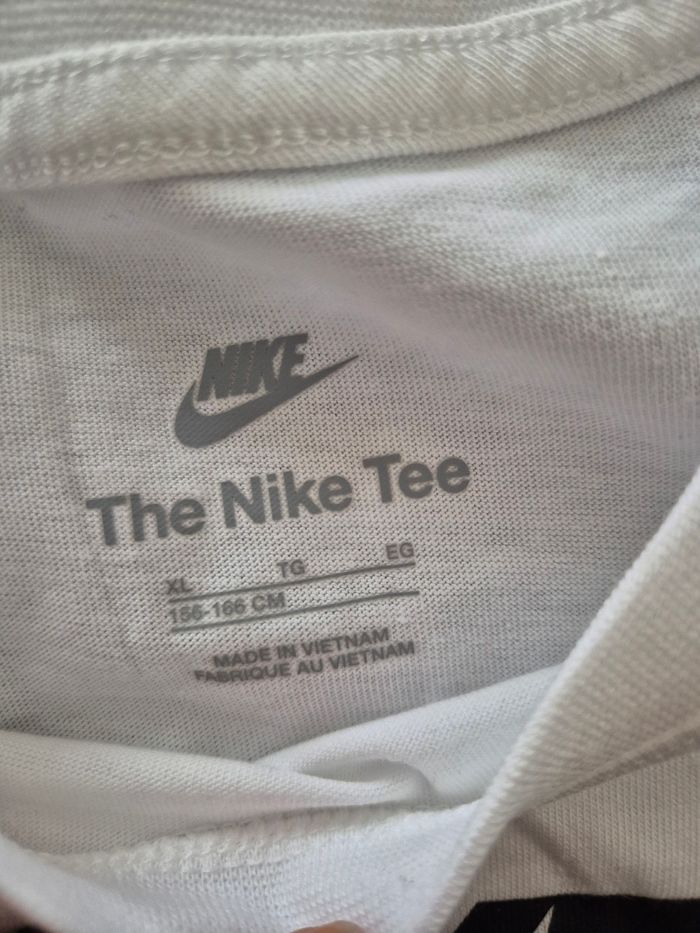 NIKE
The Nike Tee
XL TG EG
156-166 CM
MADE IN VIETNAM
FABRIQUE AU VIETNAM